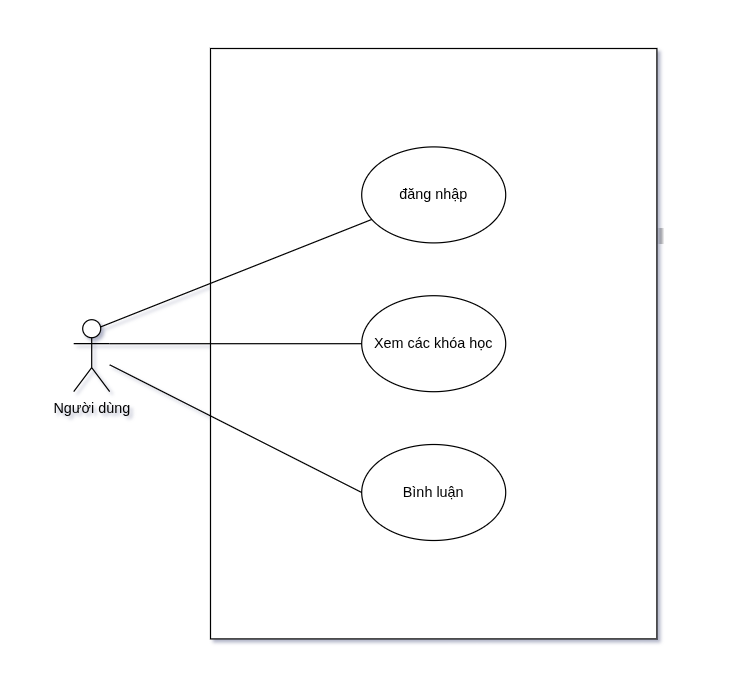 đăng nhập
Xem các khóa học
Người dùng
Bình luận